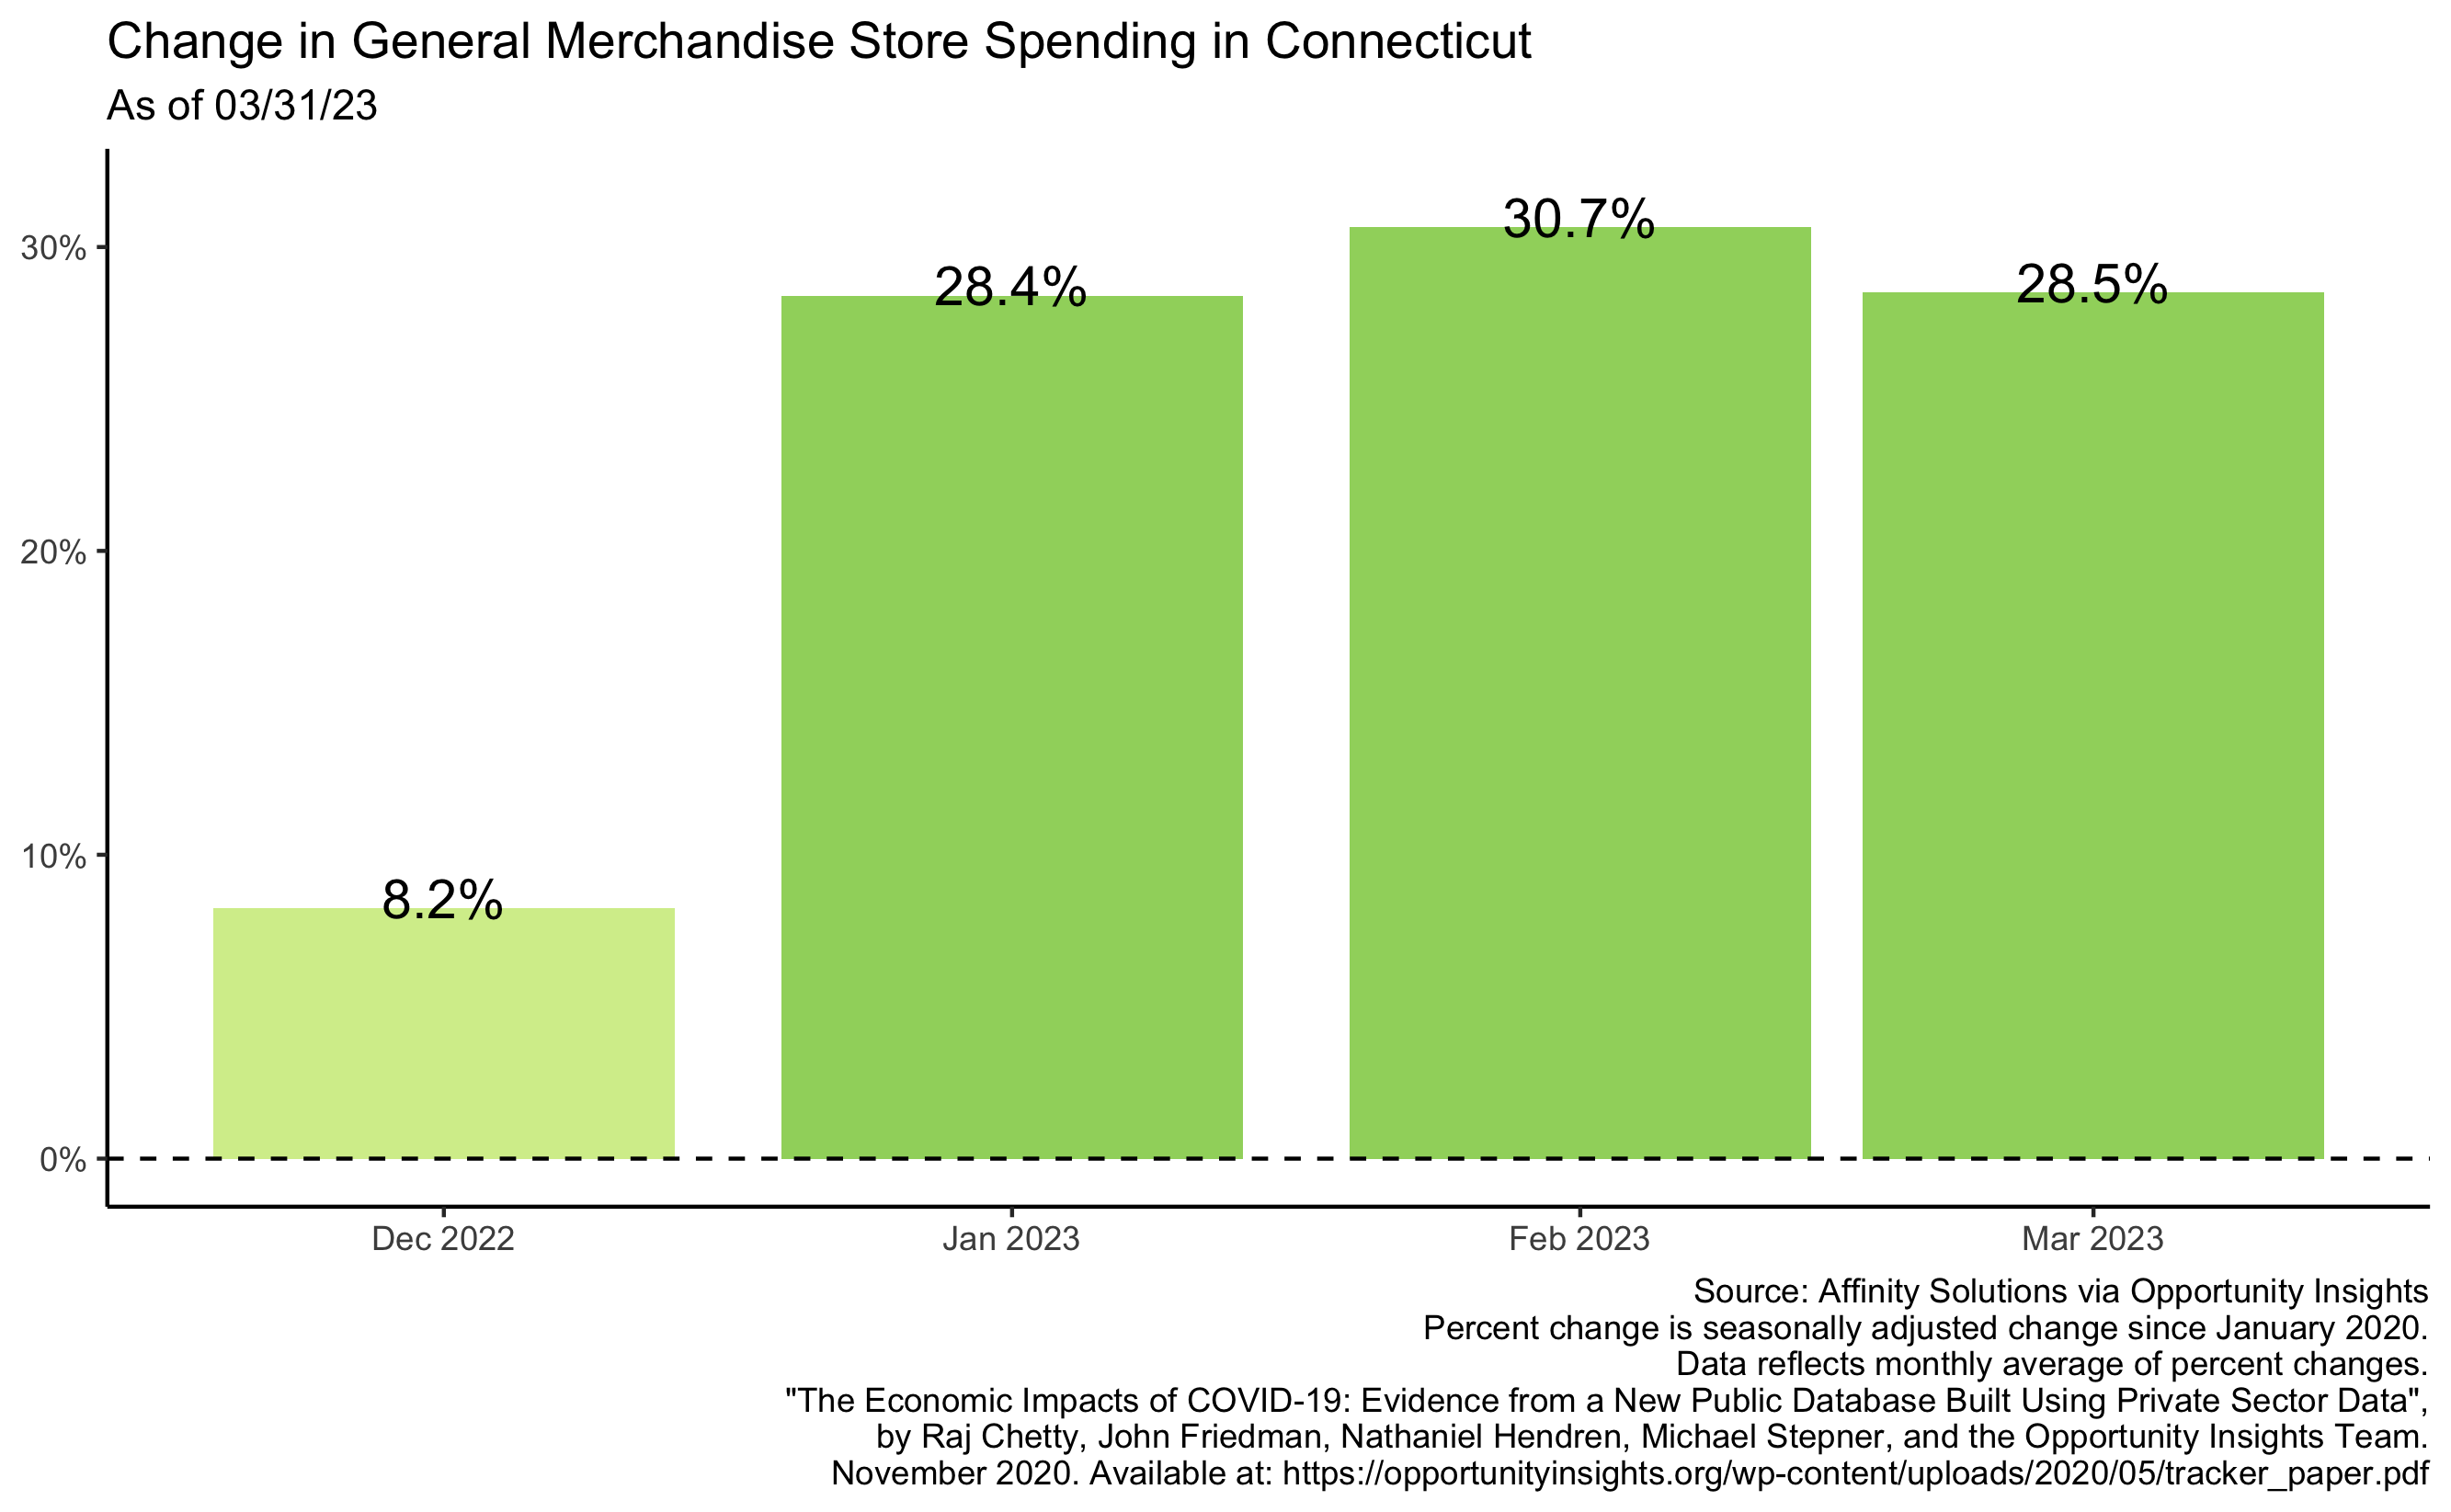 Change in General Merchandise Store Spending in Connecticut
As of 03/31/23
30%
20%
10%
0%
8.2%
28.4%
30.7%
28.5%
Dec 2022
Jan 2023
Feb 2023
Mar 2023
Source: Affinity Solutions via Opportunity Insights
Percent change is seasonally adjusted change since January 2020.
Data reflects monthly average of percent changes.
"The Economic Impacts of COVID-19: Evidence from a New Public Database Built Using Private Sector Data",
by Raj Chetty, John Friedman, Nathaniel Hendren, Michael Stepner, and the Opportunity Insights Team.
November 2020. Available at: https://opportunityinsights.org/wp-content/uploads/2020/05/tracker_paper.pdf